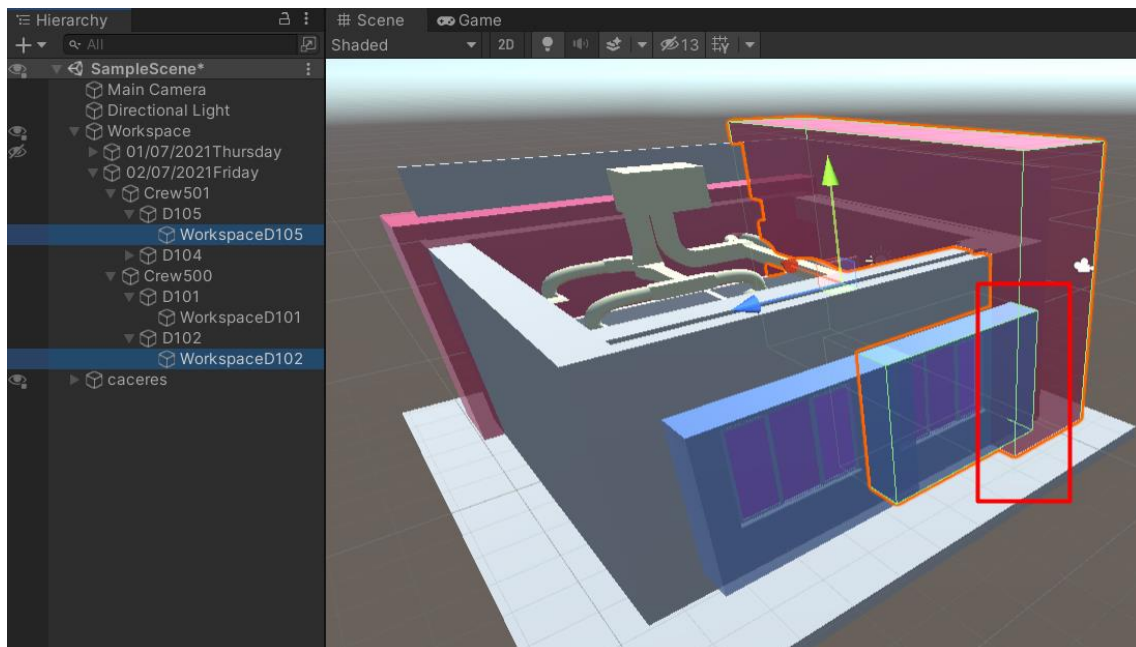 Hierarchy
All
SampleScene*
Main Camera
Directional Light
Workspace
01/07/2021Thursday
02/07/2021Friday
Crew501
D105
WorkspaceD105
D104
Crew500
D101
WorkspaceD101
D102
WorkspaceD102
caceres
Scene Game
Shaded 2D 13